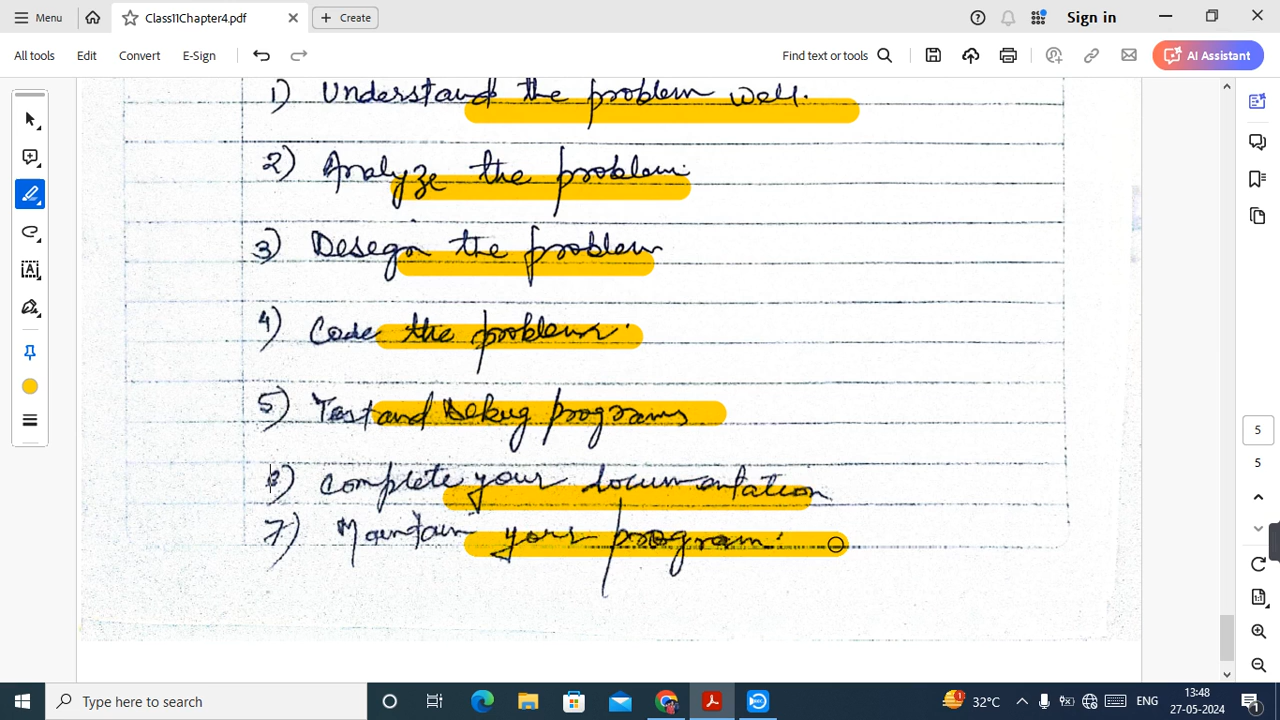 Menu Class11Chapter4.pdf Create Sign in
All tools Edit Convert E-Sign Find text or tools AI Assistant
1) Understand the problem well.
2) Analyze the problem.
3) Desegn the problem
4) Code the problem.
5) Test and Debug programs
6) Complete your documentation
7) Maintain your program.
5
5
Type here to search 32°C ENG 13:48
27-05-2024